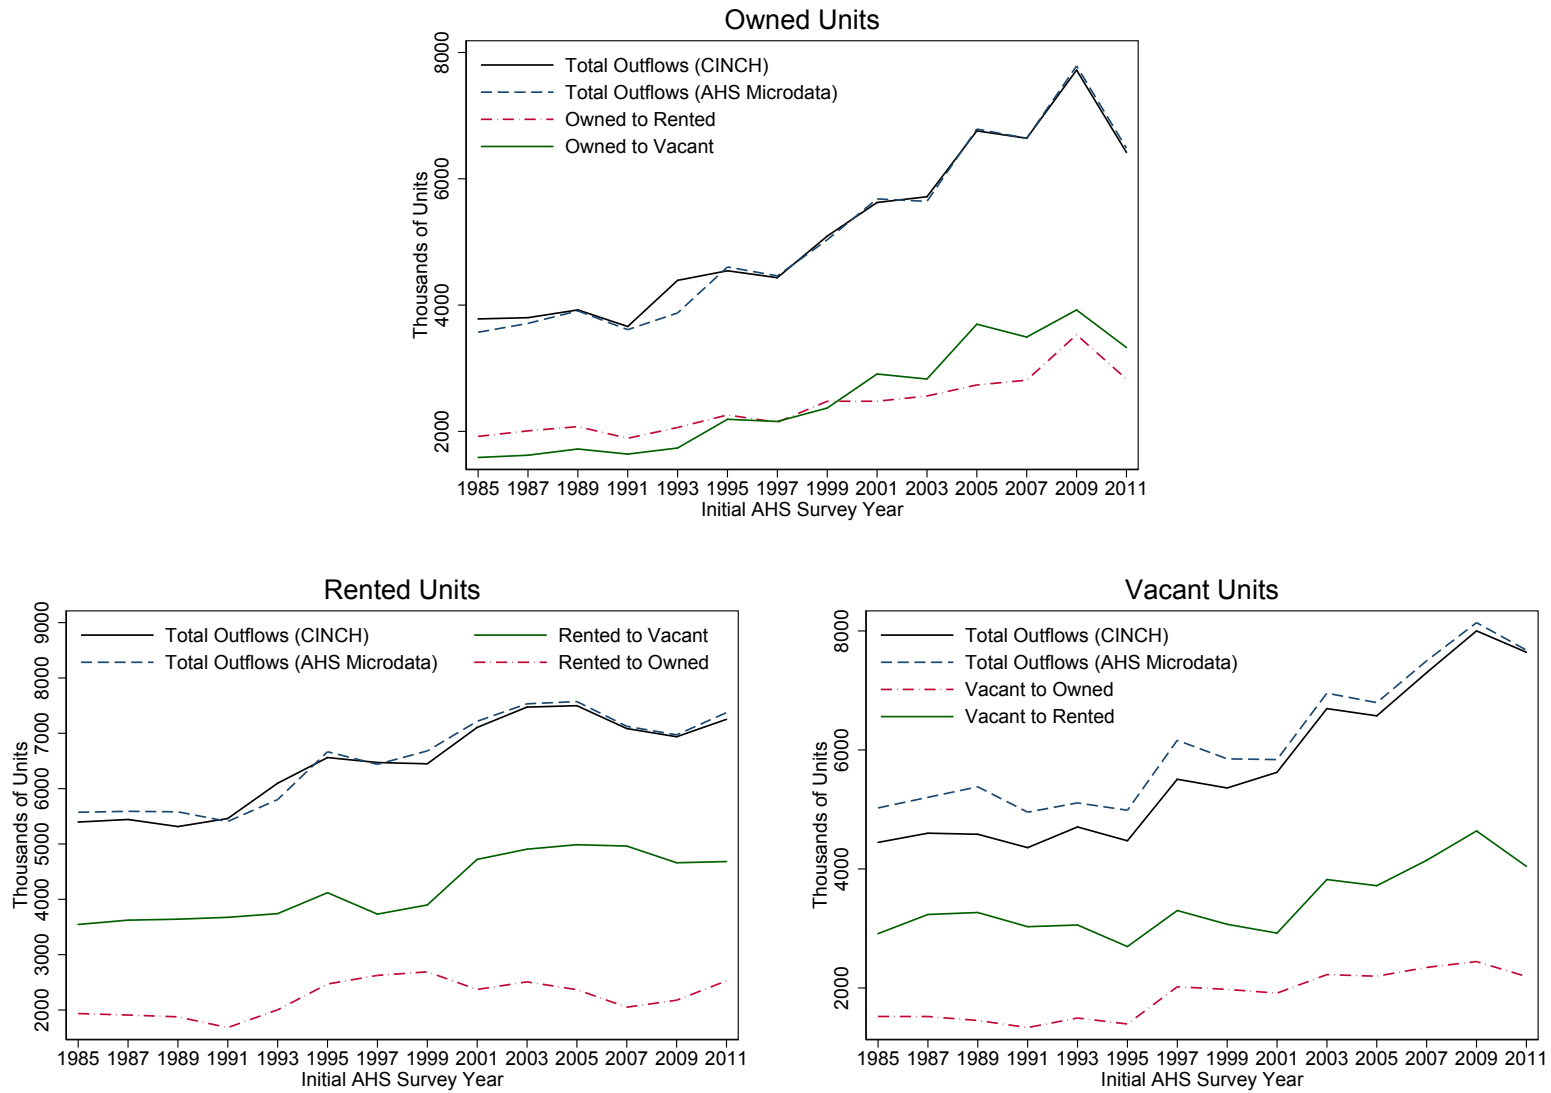 Owned Units
Total Outflows (CINCH)
Total Outflows (AHS Microdata)
Owned to Rented
Owned to Vacant
Thousands of Units
8000
6000
4000
2000
1985 1987 1989 1991 1993 1995 1997 1999 2001 2003 2005 2007 2009 2011
Initial AHS Survey Year
Rented Units
Total Outflows (CINCH) Rented to Vacant
Total Outflows (AHS Microdata) Rented to Owned
Thousands of Units
9000
8000
7000
6000
5000
4000
3000
2000
1985 1987 1989 1991 1993 1995 1997 1999 2001 2003 2005 2007 2009 2011
Initial AHS Survey Year
Vacant Units
Total Outflows (CINCH)
Total Outflows (AHS Microdata)
Vacant to Owned
Vacant to Rented
Thousands of Units
8000
6000
4000
2000
1985 1987 1989 1991 1993 1995 1997 1999 2001 2003 2005 2007 2009 2011
Initial AHS Survey Year